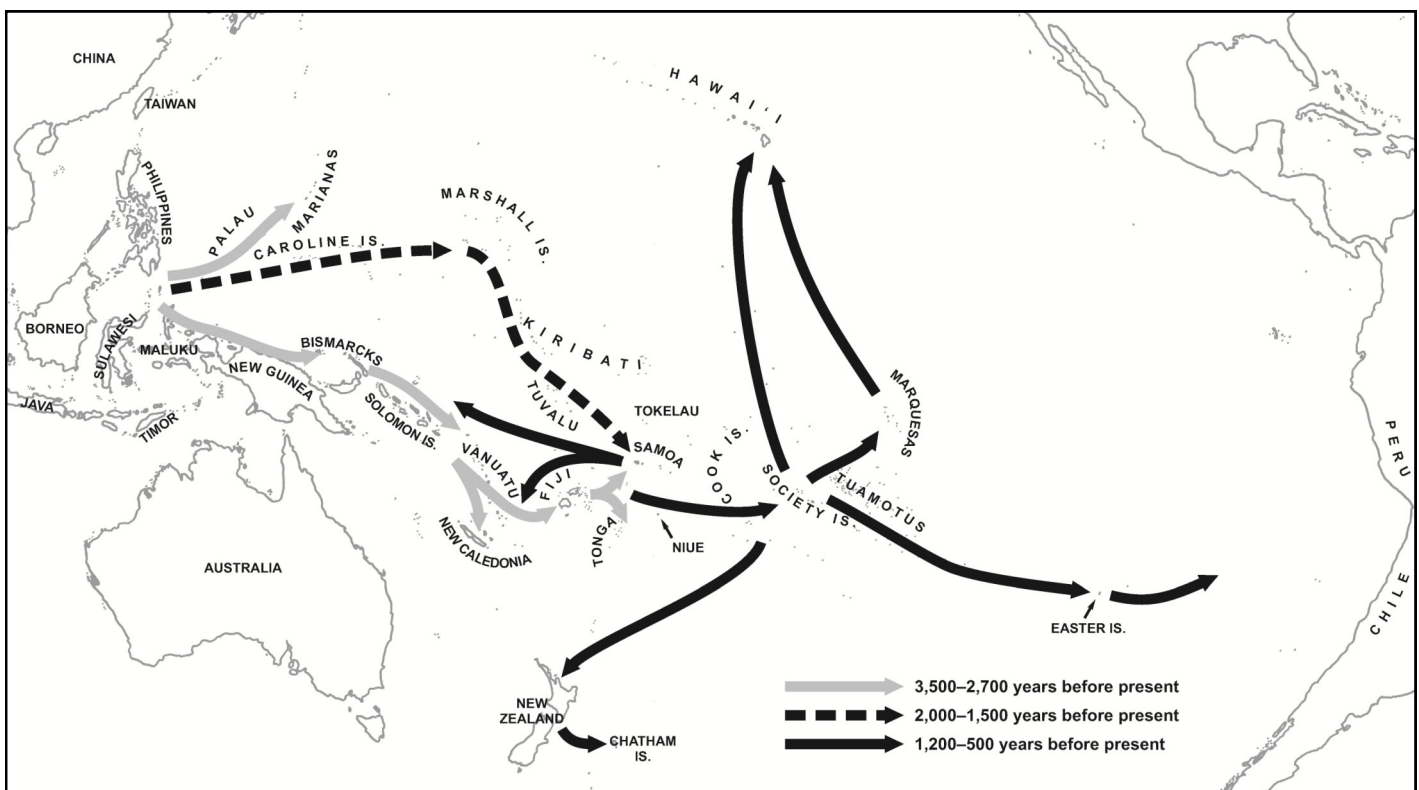 CHINA
TAIWAN
HAWAI‘I
PHILIPPINES
PALAU
MARIANAS
MARSHALL IS.
CAROLINE IS.
BORNEO
SULAWESI
MALUKU
BISMARCKS
NEW GUINEA
KIRIBATI
JAVA
TIMOR
SOLOMON IS.
TUVALU
TOKELAU
SAMOA
VANUATU
FIJI
TONGA
NIUE
COOK IS.
SOCIETY IS.
MARQUESAS
TUAMOTUS
PERU
NEW CALEDONIA
AUSTRALIA
EASTER IS.
CHILE
NEW
ZEALAND
CHATHAM
IS.
3,500–2,700 years before present
2,000–1,500 years before present
1,200–500 years before present